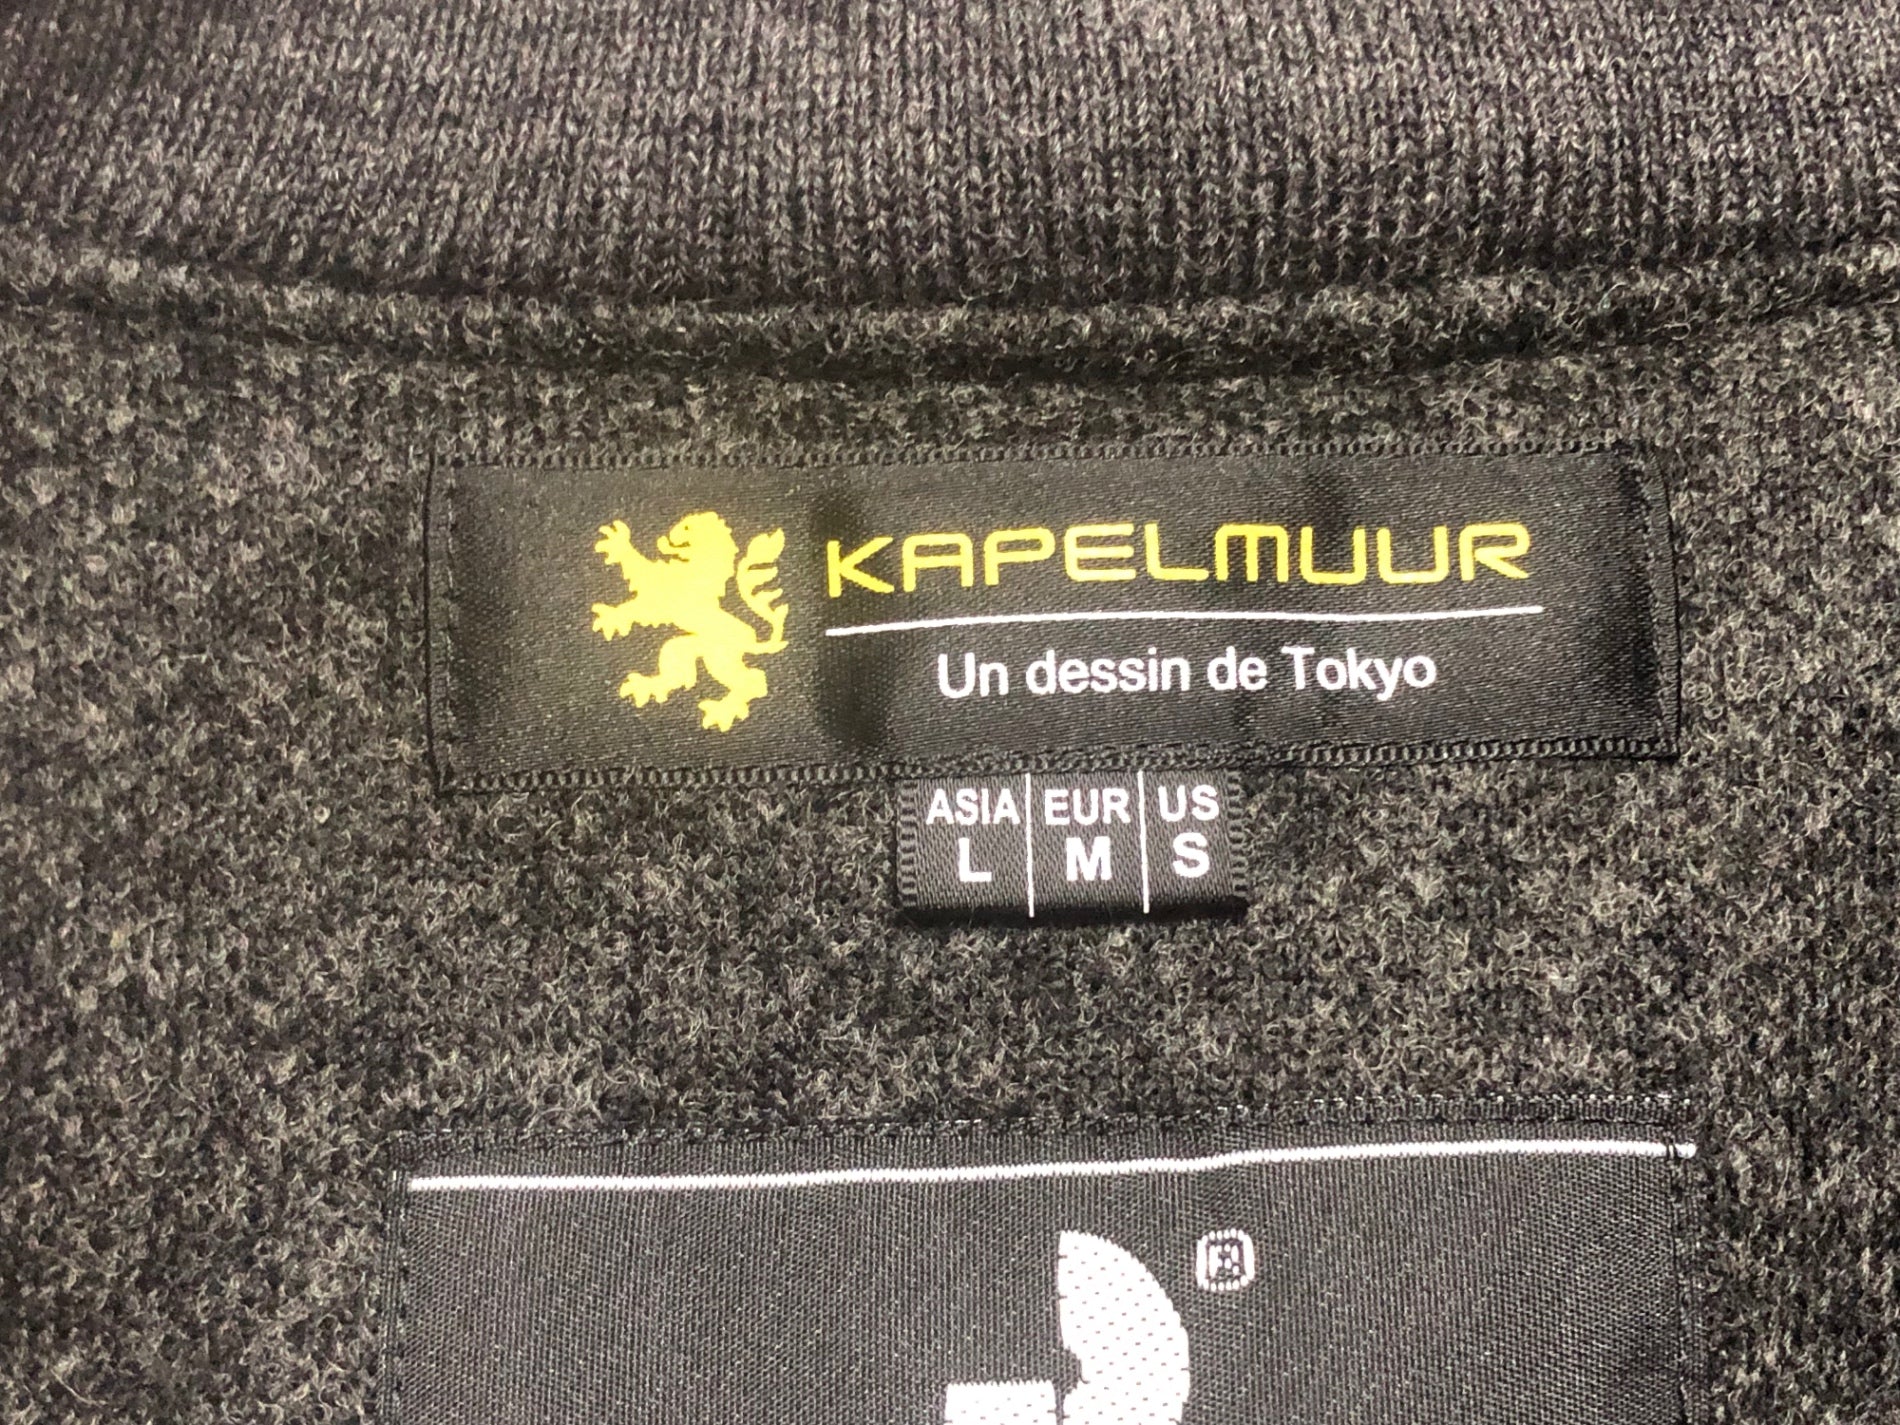 KAPELMUUR
Un dessin de Tokyo
ASIA EUR US
L M S